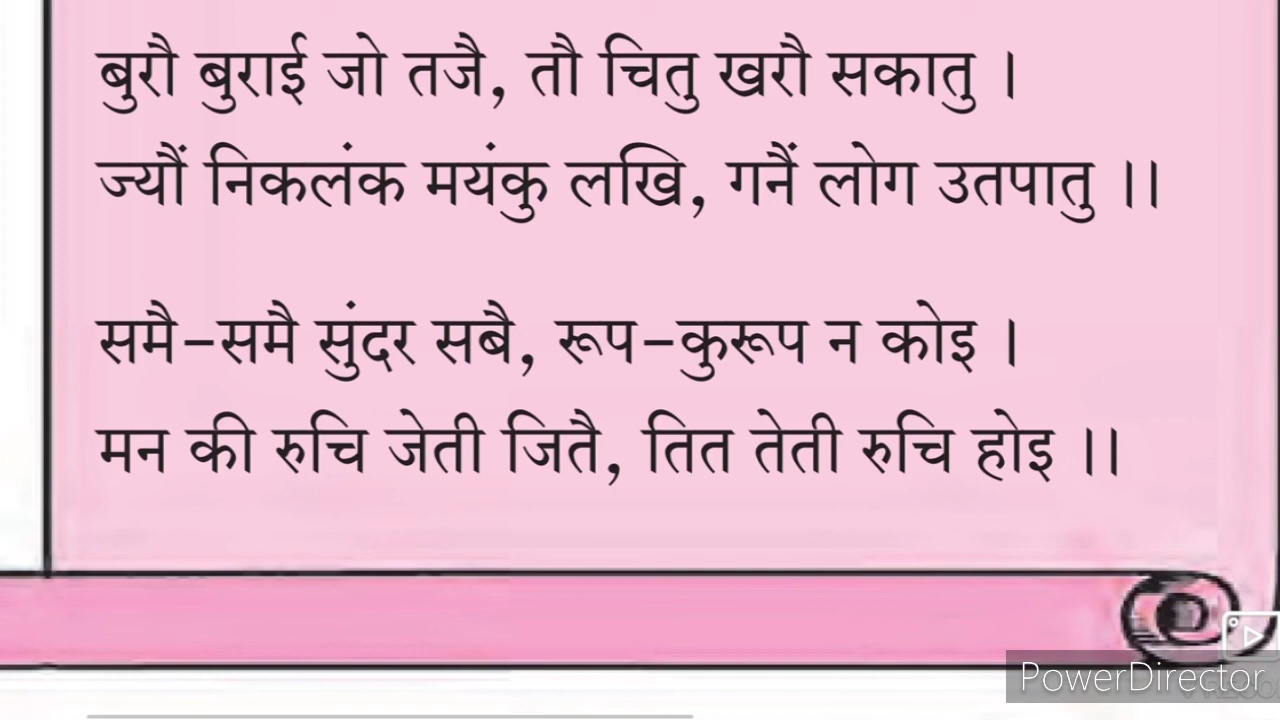 बुरौ बुराई जो तजै, तौ चितु खरौ सकातु ।
ज्यौं निकलंक मयंकु लखि, गनैं लोग उतपातु ।।
समै-समै सुंदर सबै, रूप-कुरूप न कोइ ।
मन की रुचि जेती जितै, तित तेती रुचि होइ ।।
PowerDirector